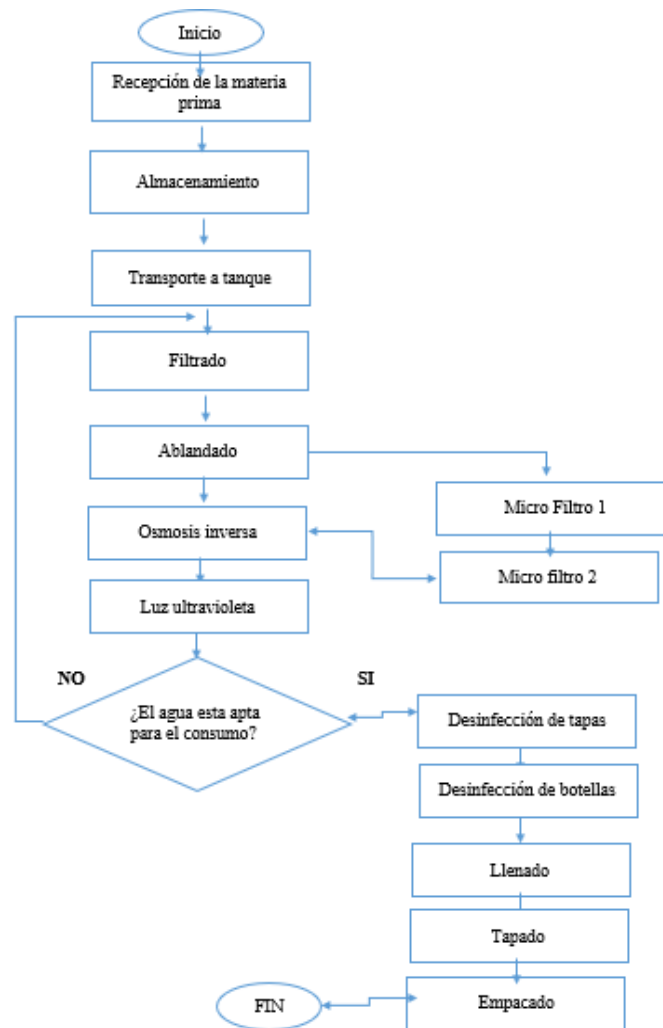 Inicio
Recepción de la materia
prima
Almacenamiento
Transporte a tanque
Filtrado
Ablandado
Micro Filtro 1
Osmosis inversa
Micro filtro 2
Luz ultravioleta
NO
SI
¿El agua esta apta
para el consumo?
Desinfección de tapas
Desinfección de botellas
Llenado
Tapado
Empacado
FIN